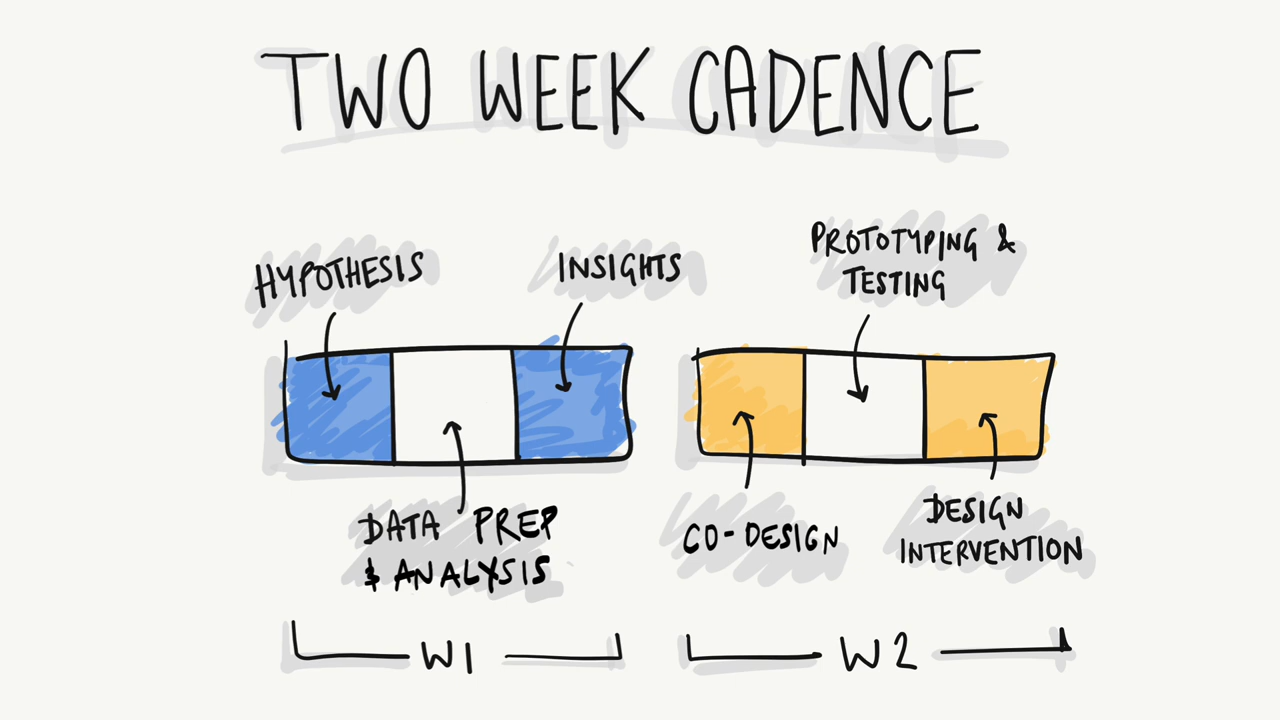 TWO WEEK CADENCE
HYPOTHESIS
INSIGHTS
PROTOTYPING &
TESTING
DATA PREP
& ANALYSIS
CO-DESIGN
DESIGN
INTERVENTION
W1
W2